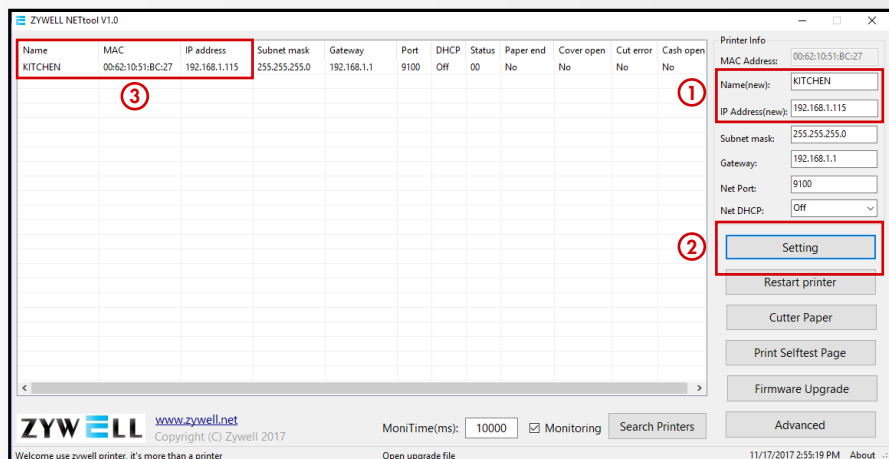 ZYWELL NETtool V1.0
Name MAC IP address Subnet mask Gateway Port DHCP Status Paper end Cover open Cut error Cash open
KITCHEN 00:62:10:51:BC:27 192.168.1.115 255.255.255.0 192.168.1.1 9100 Off 00 No No No No
3
Printer Info
MAC Address: 00:62:10:51:BC:27
1
Name(new): KITCHEN
IP Address(new): 192.168.1.115
Subnet mask: 255.255.255.0
Gateway: 192.168.1.1
Net Port: 9100
Net DHCP: Off
2
Setting
Restart printer
Cutter Paper
Print Selftest Page
Firmware Upgrade
Advanced
ZYWELL
www.zywell.net
Copyright (C) Zywell 2017
MoniTime(ms): 10000 Monitoring Search Printers
Welcome use zywell printer, it's more than a printer Open upgrade file 11/17/2017 2:55:19 PM About